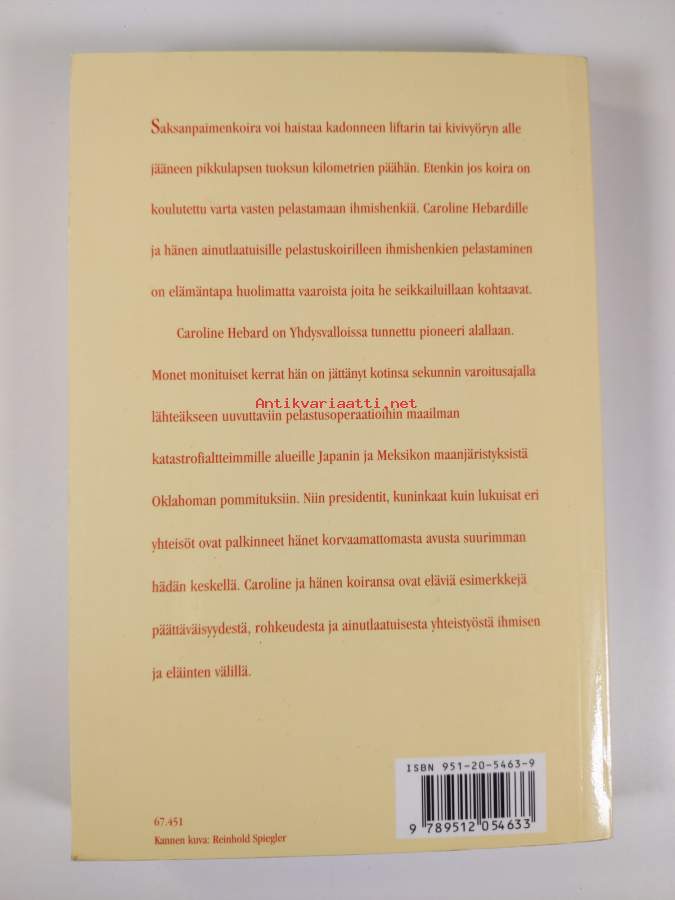 Saksanpaimenkoira voi haistaa kadonneen liftarin tai kivivyöryn alle
jääneen pikkulapsen tuoksun kilometrien päähän. Etenkin jos koira on
koulutettu varta vasten pelastamaan ihmishenkiä. Caroline Hebardille
ja hänen ainutlaatuisille pelastuskoirilleen ihmishenkien pelastaminen
on elämäntapa huolimatta vaaroista joita he seikkailuillaan kohtaavat.
Caroline Hebard on Yhdysvalloissa tunnettu pioneeri alallaan.
Monet monituiset kerrat hän on jättänyt kotinsa sekunnin varoitusajalla
Antikvariaatti.net
lähteäkseen uuvuttaviin pelastusoperaatioihin maailman
katastrofialtteimmille alueille Japanin ja Meksikon maanjäristyksistä
Oklahoman pommituksiin. Niin presidentit, kuninkaat kuin lukuisat eri
yhteisöt ovat palkinneet hänet korvaamattomasta avusta suurimman
hädän keskellä. Caroline ja hänen koiransa ovat eläviä esimerkkejä
päättäväisyydestä, rohkeudesta ja ainutlaatuisesta yhteistyöstä ihmisen
ja eläinten välillä.
ISBN 951-20-5463-9
9 789512 054633
67.451
Kannen kuva: Reinhold Spiegler